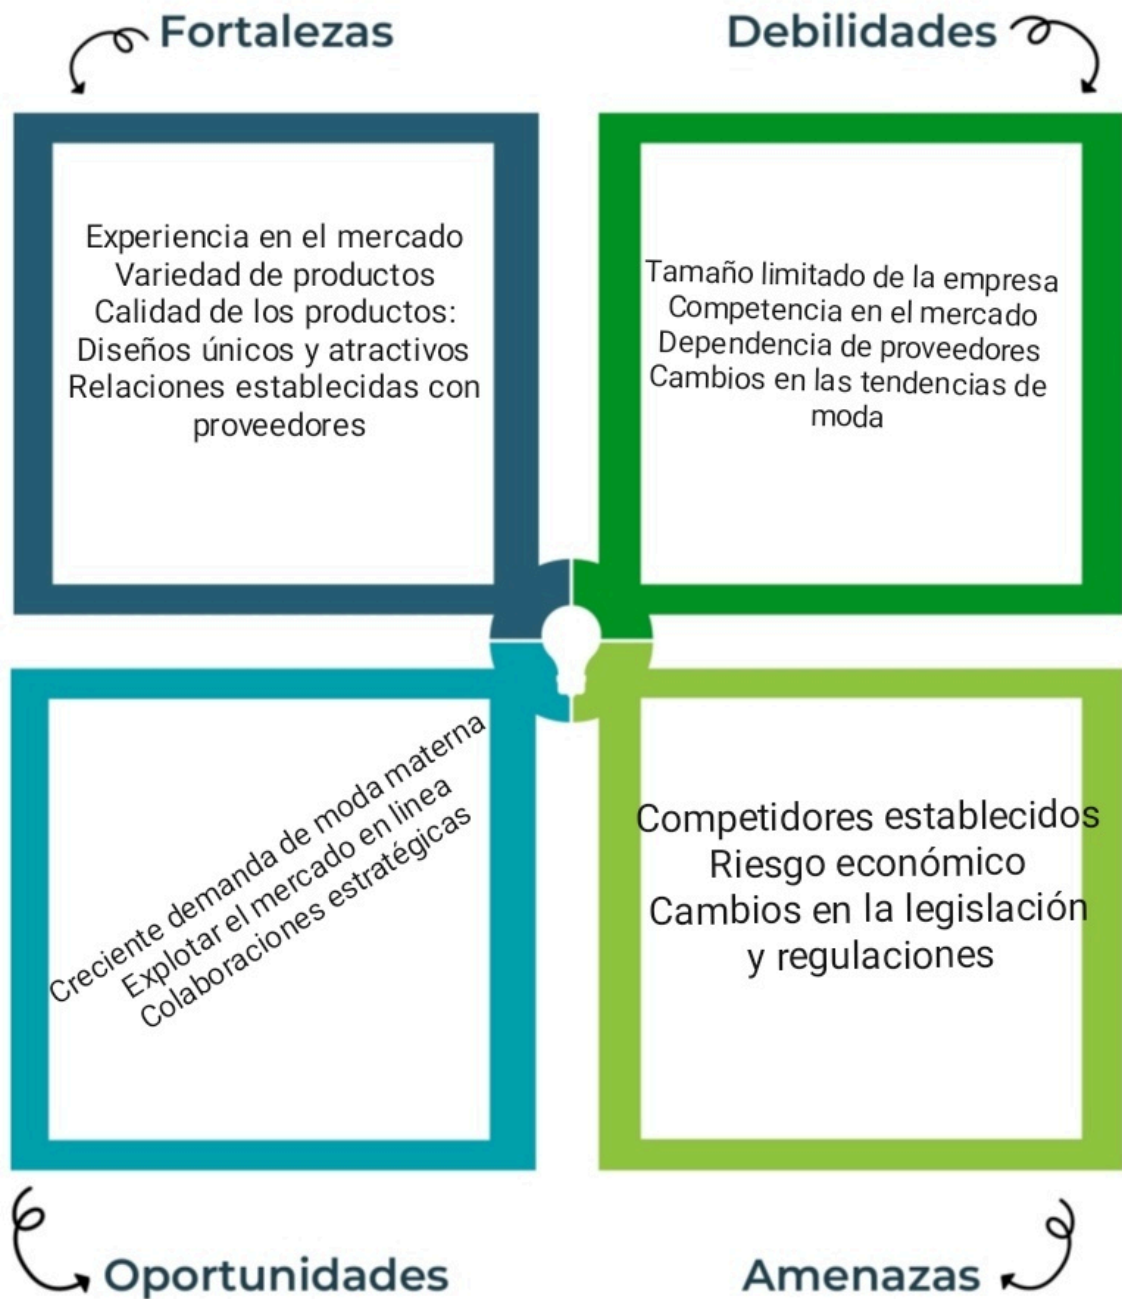 Fortalezas
Experiencia en el mercado
Variedad de productos
Calidad de los productos:
Diseños únicos y atractivos
Relaciones establecidas con
proveedores
Debilidades
Tamaño limitado de la empresa
Competencia en el mercado
Dependencia de proveedores
Cambios en las tendencias de
moda
Creciente demanda de moda materna
Explotar el mercado en linea
Colaboraciones estratégicas
Oportunidades
Competidores establecidos
Riesgo económico
Cambios en la legislación
y regulaciones
Amenazas